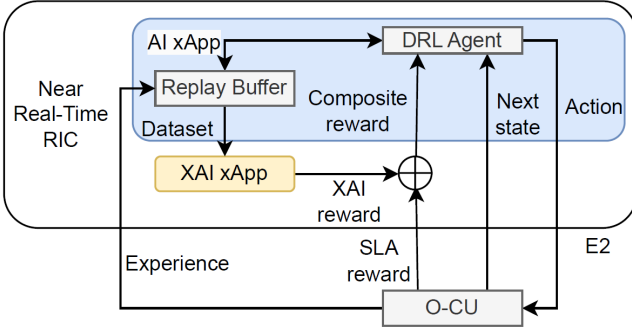 AI xApp
DRL Agent
Near
Real-Time
RIC
Replay Buffer
Composite
reward
Next
state
Action
Dataset
XAI xApp
XAI
reward
SLA
reward
E2
Experience
O-CU